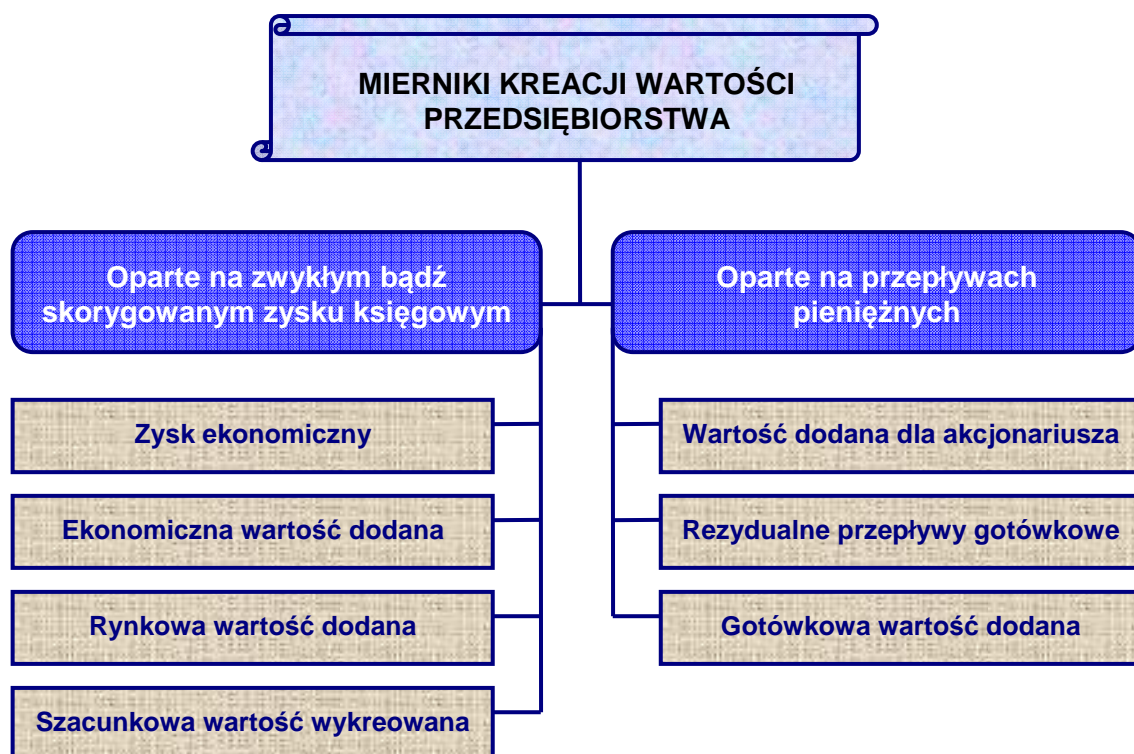 MIERNIKI KREACJI WARTOŚCI
PRZEDSIĘBIORSTWA
Oparte na zwykłym bądź
skorygowanym zysku księgowym
Zysk ekonomiczny
Ekonomiczna wartość dodana
Rynkowa wartość dodana
Szacunkowa wartość wykreowana
Oparte na przepływach
pieniężnych
Wartość dodana dla akcjonariusza
Rezydualne przepływy gotówkowe
Gotówkowa wartość dodana